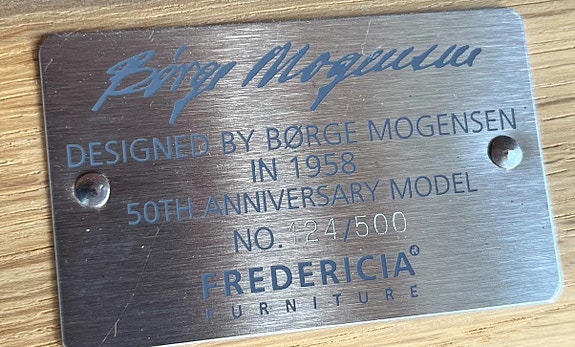 Børge Mogensen
DESIGNED BY BØRGE MOGENSEN
IN 1958
50TH ANNIVERSARY MODEL
NO. 124/500
FREDERICIA®
FURNITURE